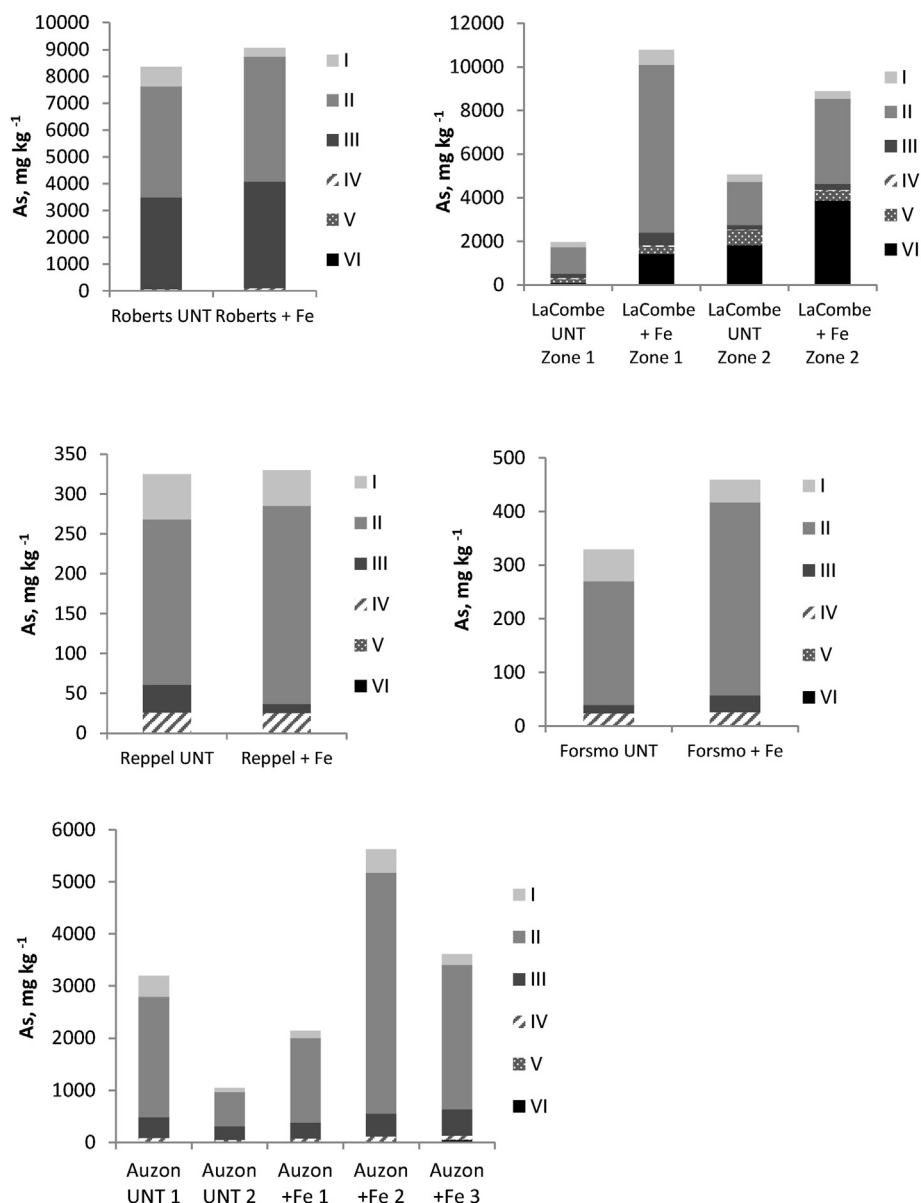 10000
9000
8000
7000
6000
5000
4000
3000
2000
1000
0
As, mg kg -1
Roberts UNT Roberts + Fe
I
II
III
IV
V
VI
12000
10000
8000
6000
4000
2000
0
As, mg kg -1
LaCombe LaCombe LaCombe LaCombe
UNT + Fe UNT + Fe
Zone 1 Zone 1 Zone 2 Zone 2
I
II
III
IV
V
VI
350
300
250
200
150
100
50
0
As, mg kg -1
Reppel UNT Reppel + Fe
I
II
III
IV
V
VI
500
400
300
200
100
0
As, mg kg -1
Forsmo UNT Forsmo + Fe
I
II
III
IV
V
VI
6000
5000
4000
3000
2000
1000
0
As, mg kg -1
Auzon Auzon Auzon Auzon Auzon
UNT 1 UNT 2 +Fe 1 +Fe 2 +Fe 3
I
II
III
IV
V
VI